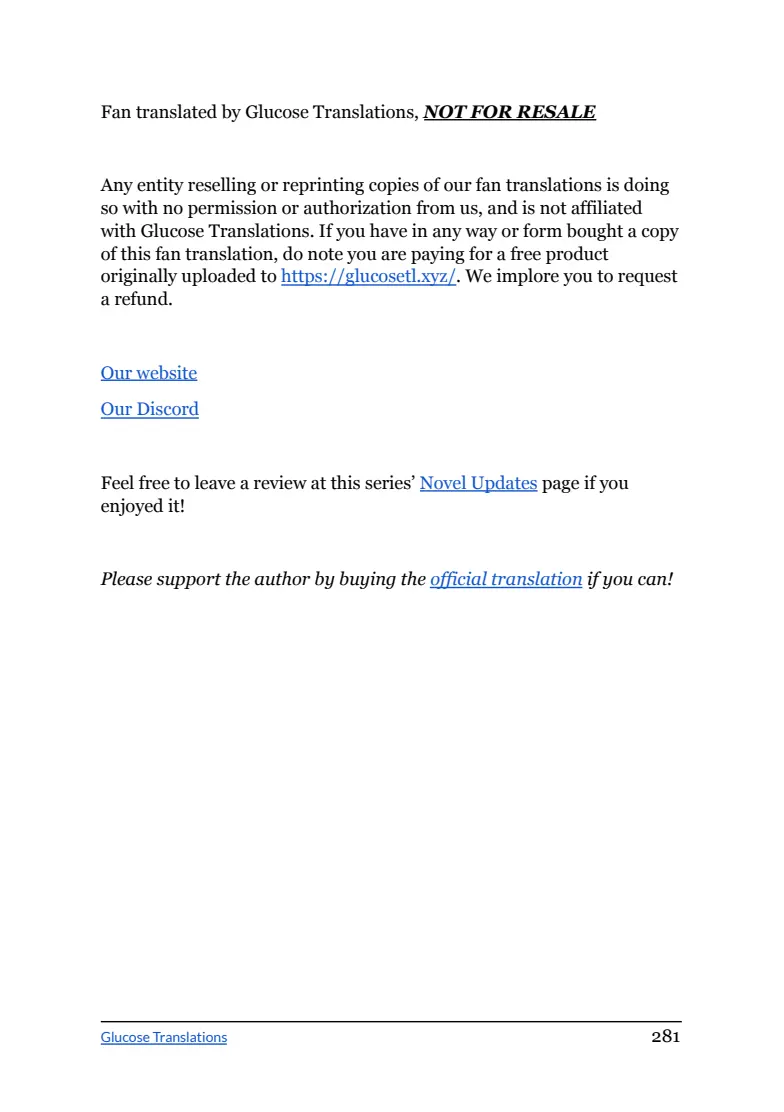 Fan translated by Glucose Translations, NOT FOR RESALE
Any entity reselling or reprinting copies of our fan translations is doing
so with no permission or authorization from us, and is not affiliated
with Glucose Translations. If you have in any way or form bought a copy
of this fan translation, do note you are paying for a free product
originally uploaded to https://glucosetl.xyz/. We implore you to request
a refund.
Our website
Our Discord
Feel free to leave a review at this series’ Novel Updates page if you
enjoyed it!
Please support the author by buying the official translation if you can!
Glucose Translations 281